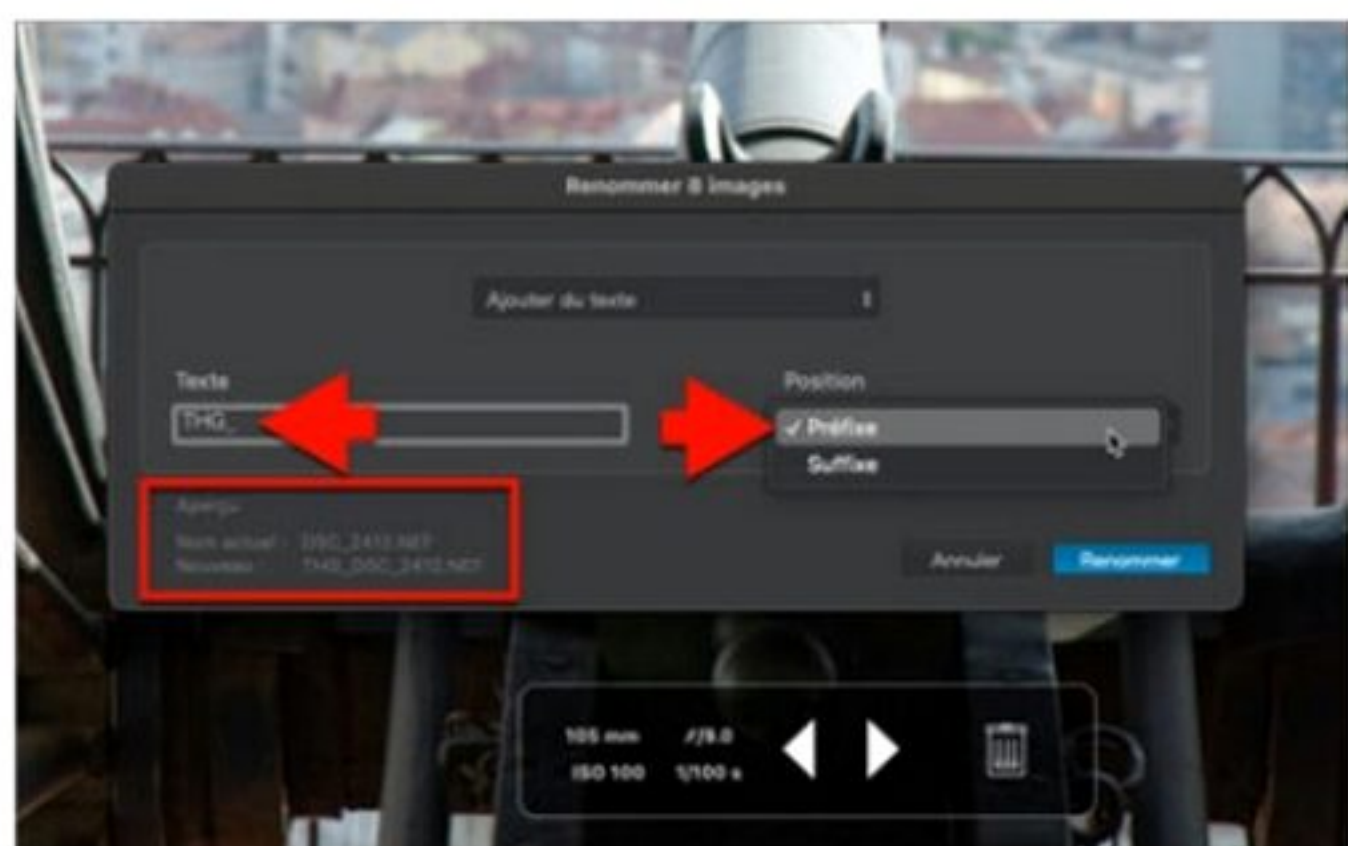 Renommer 8 images
Ajouter du texte
Texte
Position
THG_
✓ Préfixe
Suffixe
Aperçu
Nom actuel : DSC_2410.NEF
Nouveau : THG_DSC_2410.NEF
Annuler
Renommer
105 mm
ƒ/8.0
ISO 100
1/100 s